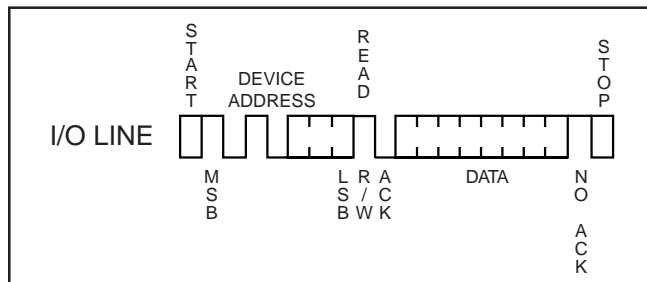 START
DEVICE
ADDRESS
READ
STOP
I/O LINE
MSB
LSB
R/W
ACK
DATA
NO ACK